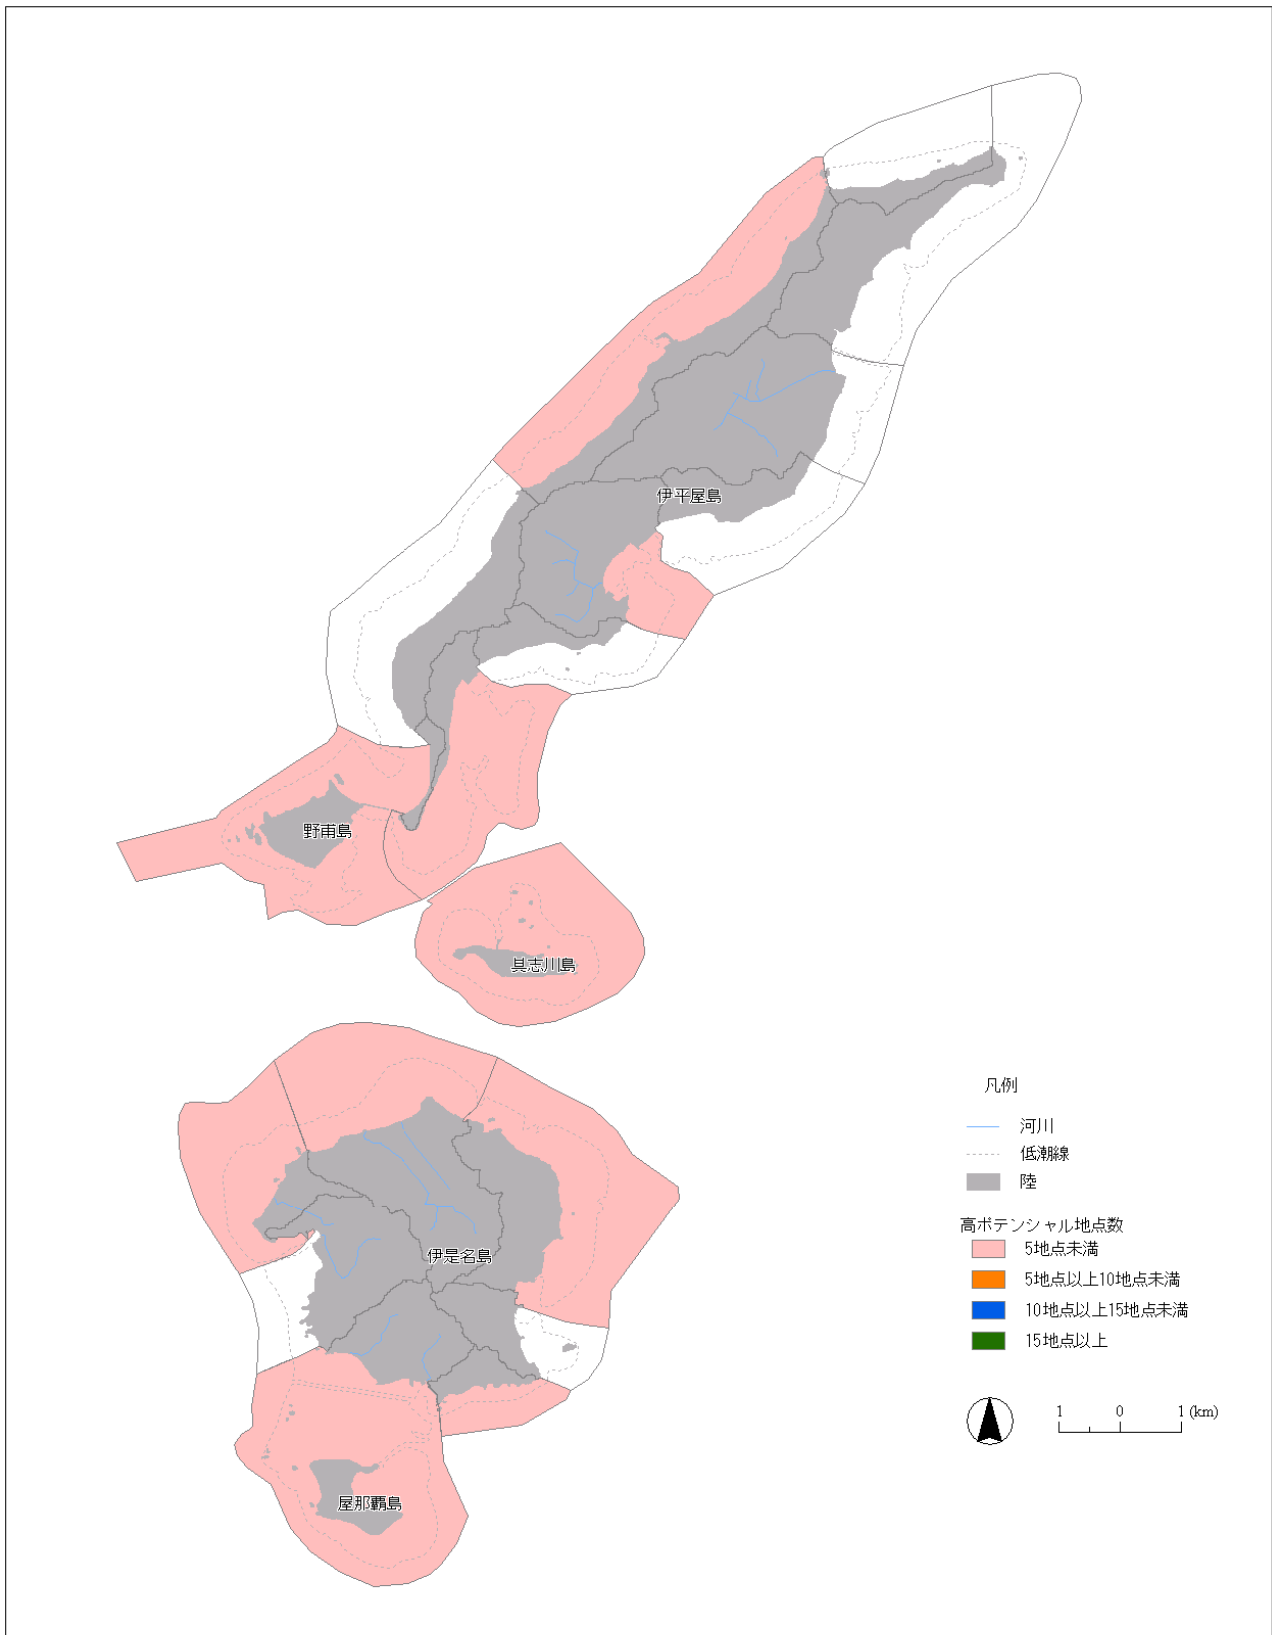 伊平屋島
野甫島
具志川島
伊是名島
屋那覇島
凡例
河川
低潮線
陸
高ポテンシャル地点数
5地点未満
5地点以上10地点未満
10地点以上15地点未満
15地点以上
1 0 1 (km)